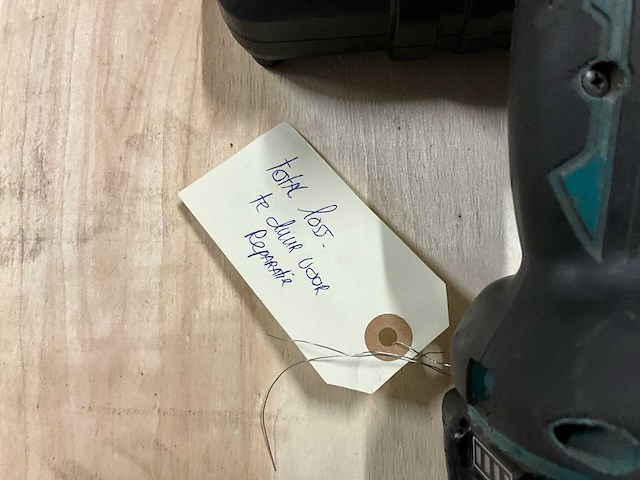 total loss.
te duur voor
Reparatie